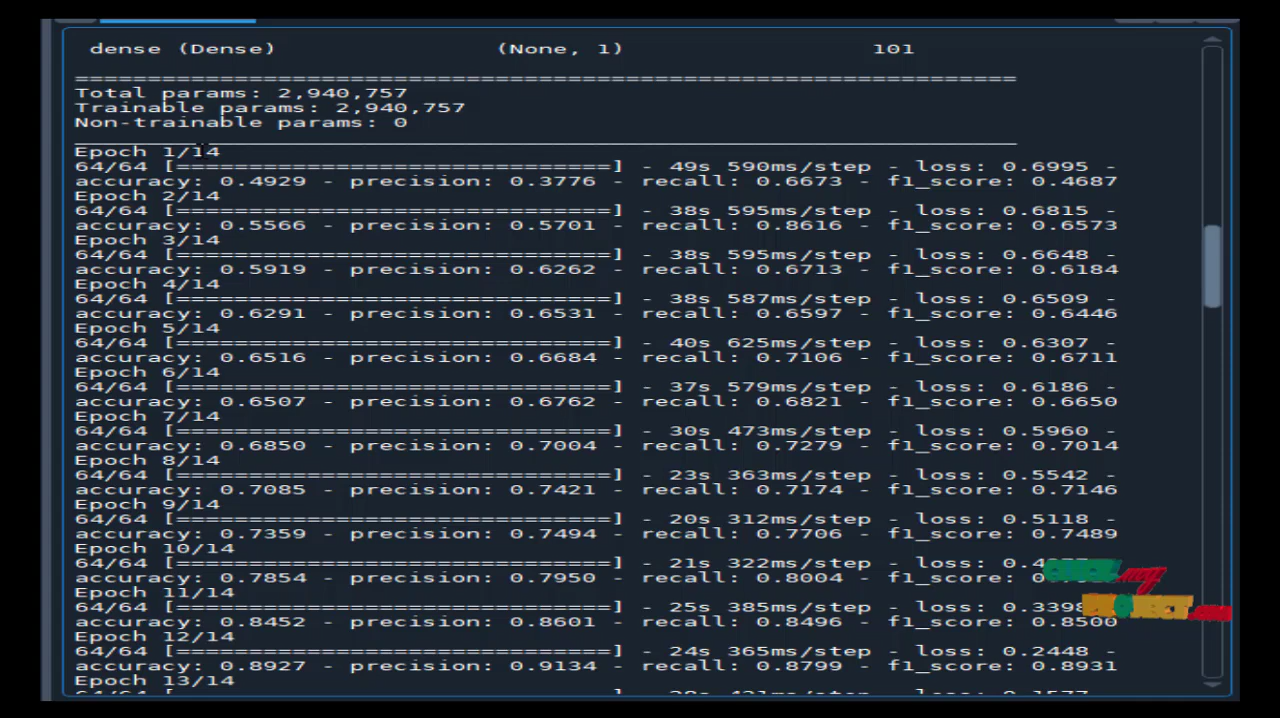 dense (Dense) (None, 1) 101
=================================================================
Total params: 2,940,757
Trainable params: 2,940,757
Non-trainable params: 0
_________________________________________________________________
Epoch 1/14
64/64 [==============================] - 49s 590ms/step - loss: 0.6995 -
accuracy: 0.4929 - precision: 0.3776 - recall: 0.6673 - f1_score: 0.4687
Epoch 2/14
64/64 [==============================] - 38s 595ms/step - loss: 0.6815 -
accuracy: 0.5566 - precision: 0.5701 - recall: 0.8616 - f1_score: 0.6573
Epoch 3/14
64/64 [==============================] - 38s 595ms/step - loss: 0.6648 -
accuracy: 0.5919 - precision: 0.6262 - recall: 0.6713 - f1_score: 0.6184
Epoch 4/14
64/64 [==============================] - 38s 587ms/step - loss: 0.6509 -
accuracy: 0.6291 - precision: 0.6531 - recall: 0.6597 - f1_score: 0.6446
Epoch 5/14
64/64 [==============================] - 40s 625ms/step - loss: 0.6307 -
accuracy: 0.6516 - precision: 0.6684 - recall: 0.7106 - f1_score: 0.6711
Epoch 6/14
64/64 [==============================] - 37s 579ms/step - loss: 0.6186 -
accuracy: 0.6507 - precision: 0.6762 - recall: 0.6821 - f1_score: 0.6650
Epoch 7/14
64/64 [==============================] - 30s 473ms/step - loss: 0.5960 -
accuracy: 0.6850 - precision: 0.7004 - recall: 0.7279 - f1_score: 0.7014
Epoch 8/14
64/64 [==============================] - 23s 363ms/step - loss: 0.5542 -
accuracy: 0.7085 - precision: 0.7421 - recall: 0.7174 - f1_score: 0.7146
Epoch 9/14
64/64 [==============================] - 20s 312ms/step - loss: 0.5118 -
accuracy: 0.7359 - precision: 0.7494 - recall: 0.7706 - f1_score: 0.7489
Epoch 10/14
64/64 [==============================] - 21s 322ms/step - loss:
accuracy: 0.7854 - precision: 0.7950 - recall: 0.8004 - f1_score:
Epoch 11/14
64/64 [==============================] - 25s 385ms/step - loss: 0.3398
accuracy: 0.8452 - precision: 0.8601 - recall: 0.8496 - f1_score: 0.8500
Epoch 12/14
64/64 [==============================] - 24s 365ms/step - loss: 0.2448 -
accuracy: 0.8927 - precision: 0.9134 - recall: 0.8799 - f1_score: 0.8931
Epoch 13/14